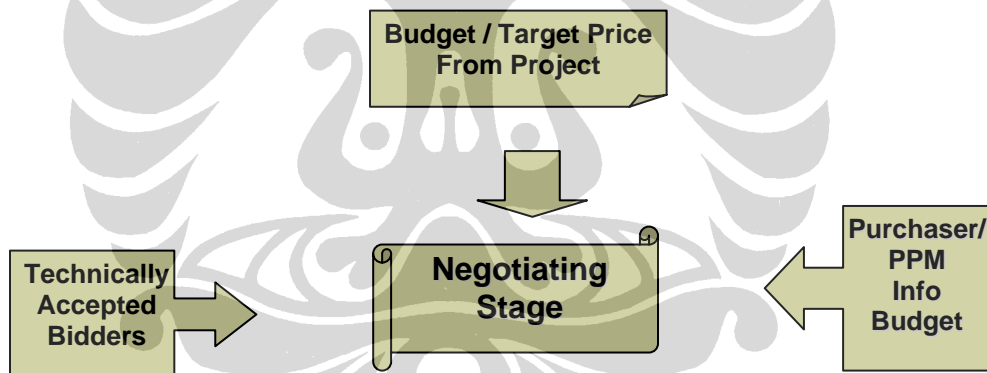 Budget / Target Price
From Project
Negotiating
Stage
Technically
Accepted
Bidders
Purchaser/
PPM
Info
Budget